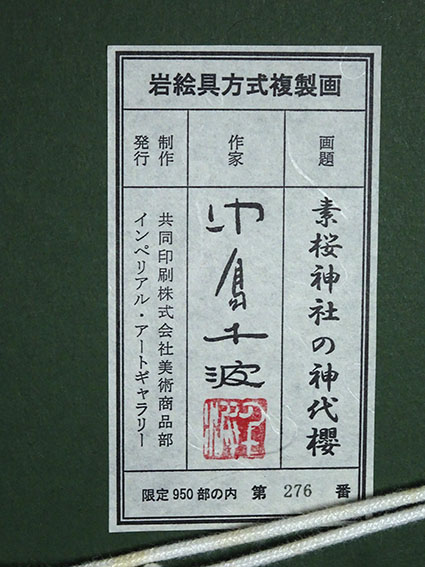 岩絵具方式複製画
画題
素桜神社の神代櫻
作家
中島千波
制作
発行
共同印刷株式会社美術商品部
インペリアル・アートギャラリー
限定950部の内 第 276 番